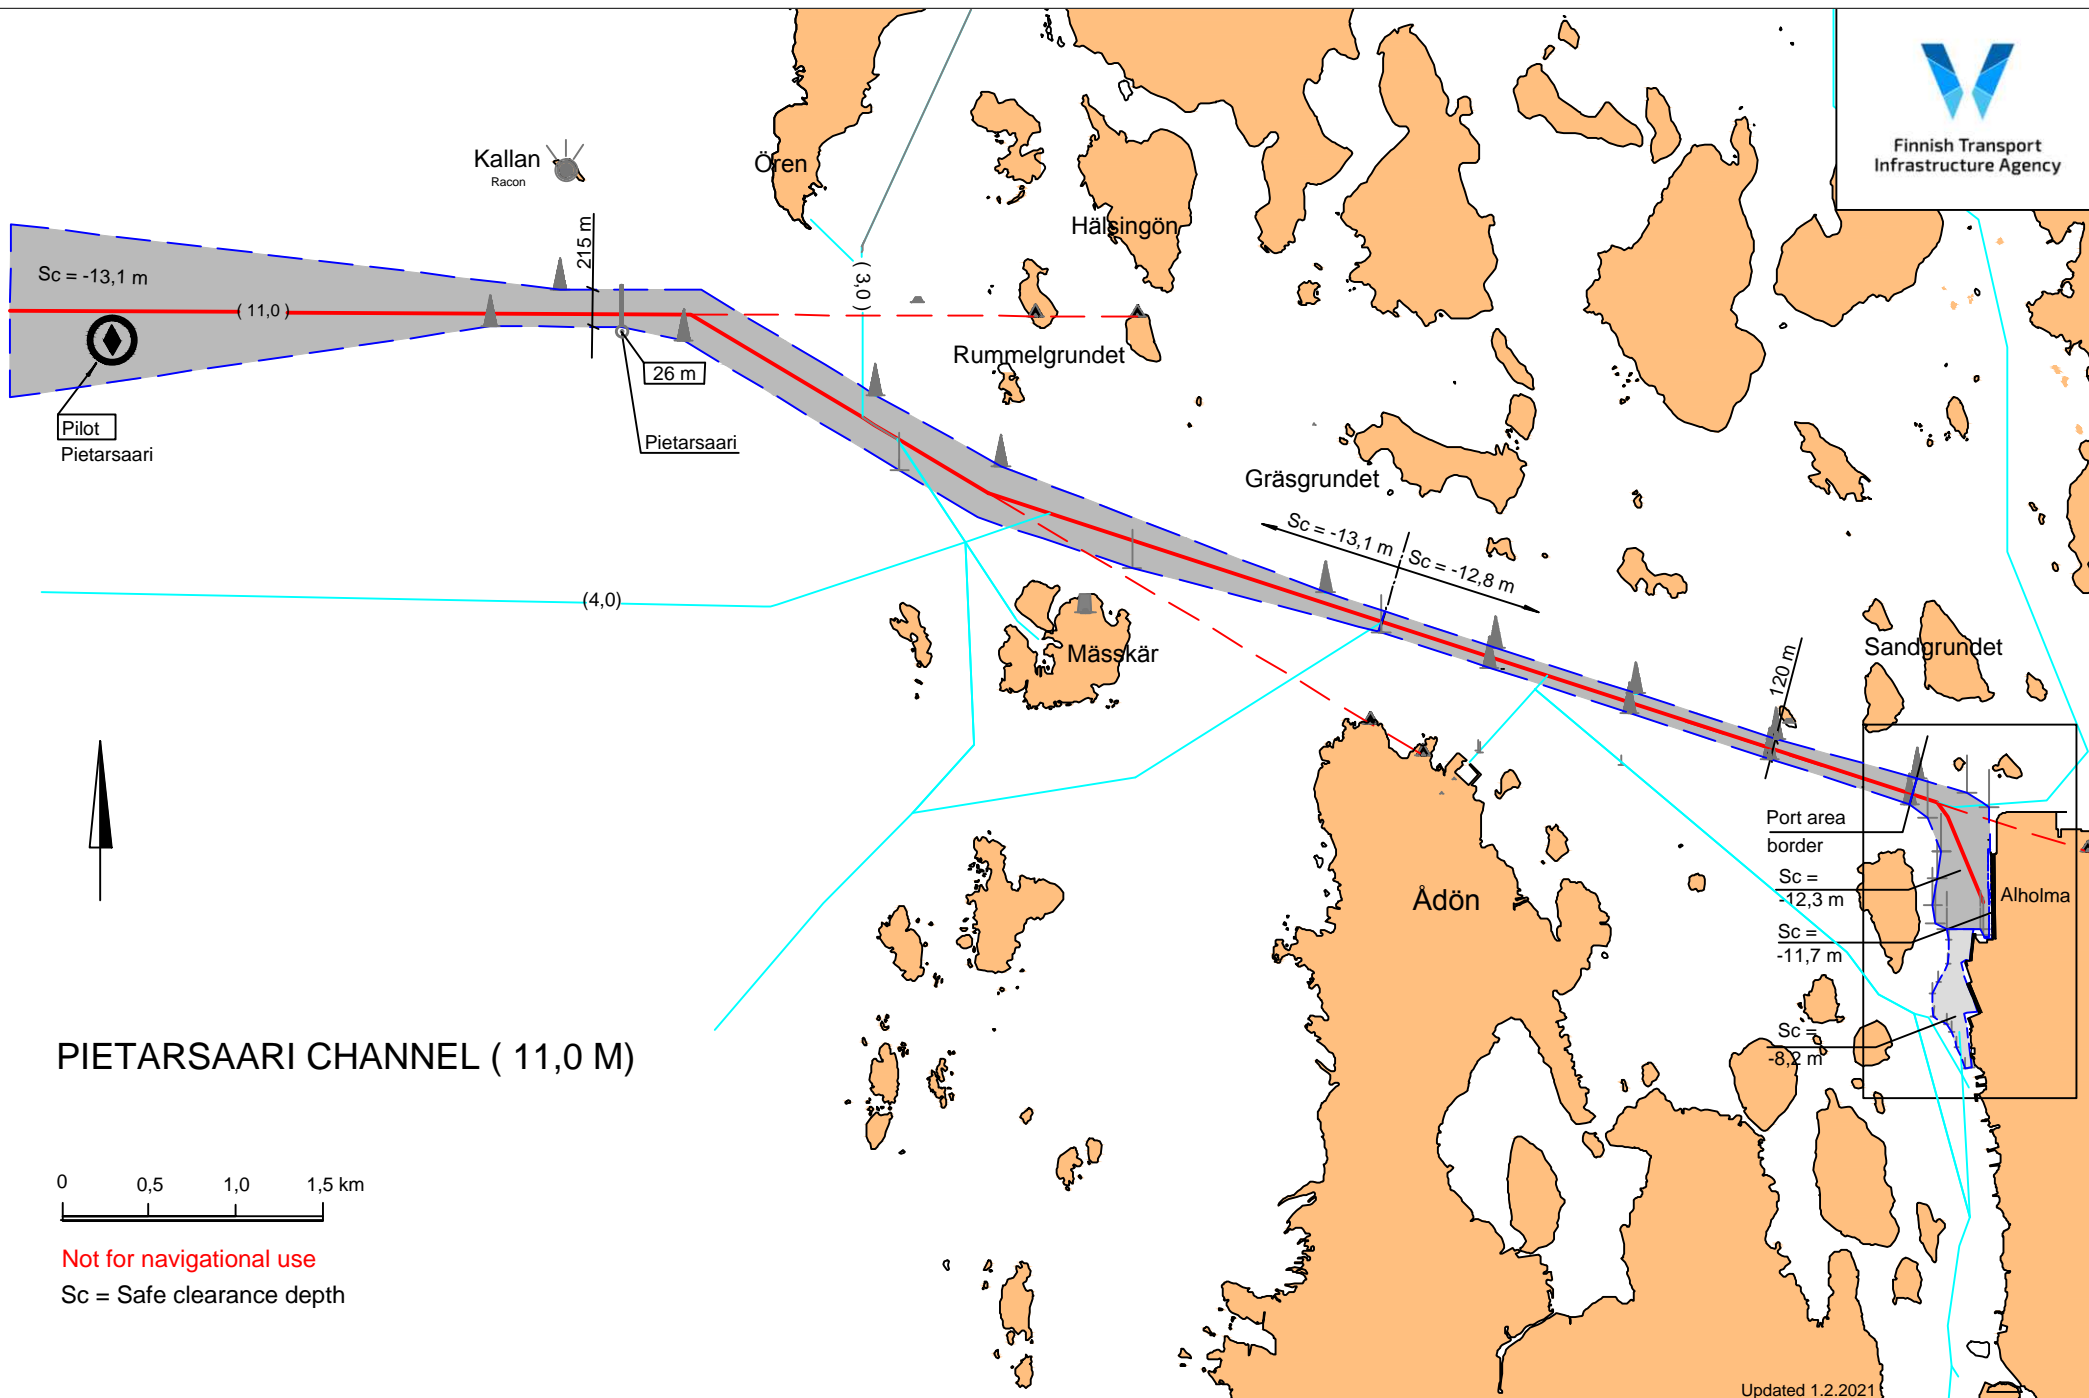 Finnish Transport
Infrastructure Agency
Kallan
Racon
Ören
Hälsingön
215 m
Sc = -13,1 m
( 11,0 )
( 3,0 )
Rummelgrundet
26 m
Pilot
Pietarsaari
Pietarsaari
Gräsgrundet
Sc = -13,1 m
Sc = -12,8 m
(4,0)
Mässkär
Sandgrundet
120 m
Port area
border
Sc =
-12,3 m
Alholma
Ådön
Sc =
-11,7 m
Sc =
-8,2 m
PIETARSAARI CHANNEL ( 11,0 M)
0 0,5 1,0 1,5 km
Not for navigational use
Sc = Safe clearance depth
Updated 1.2.2021